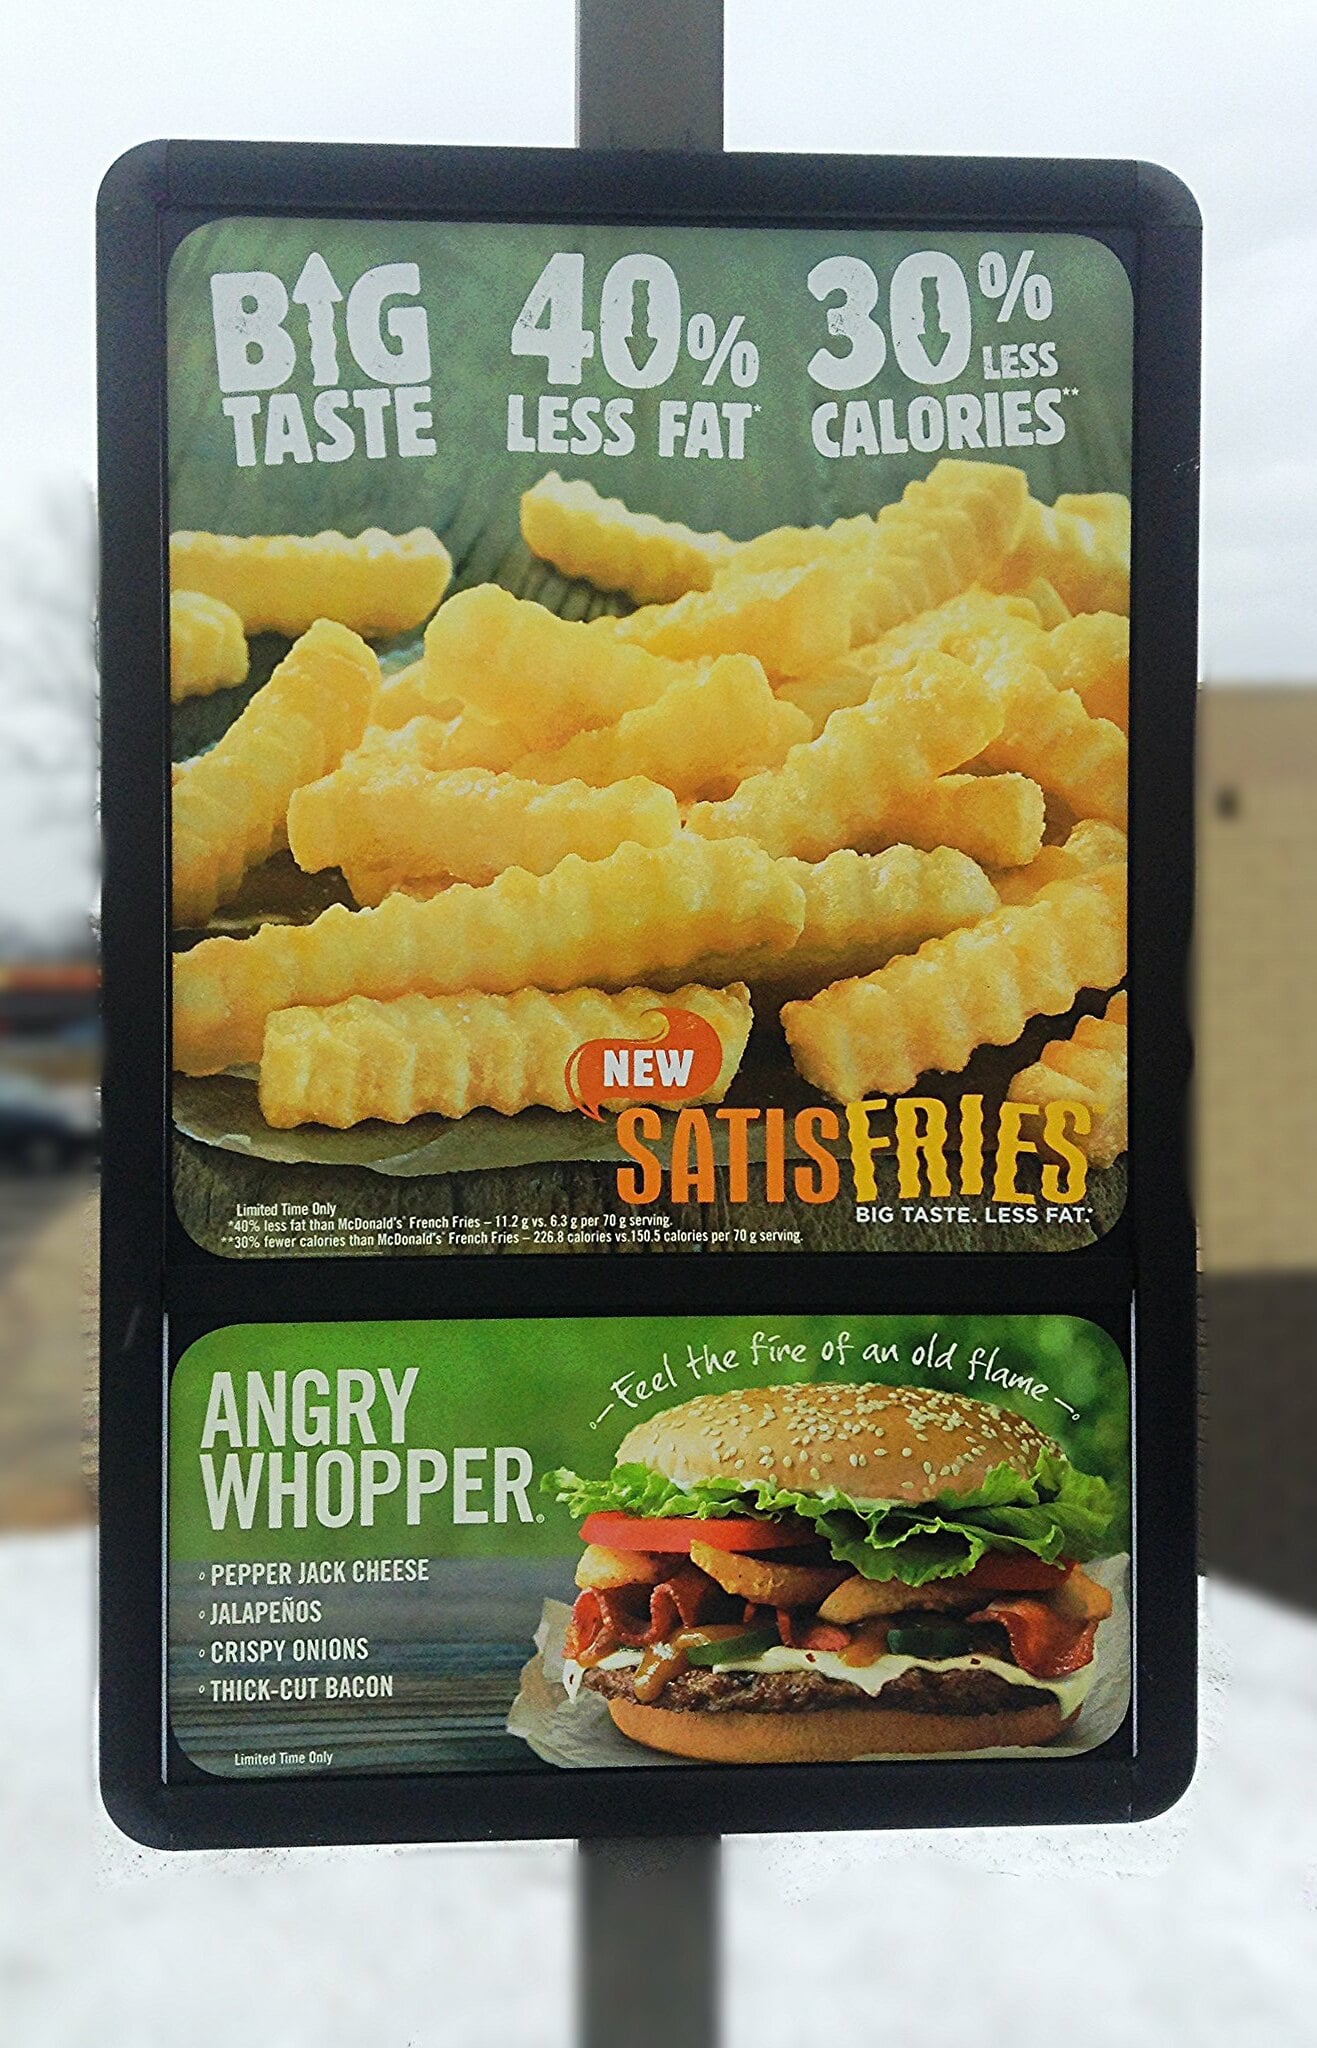 BIG
TASTE
40%
LESS FAT*
30%
LESS
CALORIES**
NEW
SATISFRIES™
BIG TASTE. LESS FAT.*
Limited Time Only
*40% less fat than McDonald's® French Fries – 11.2 g vs. 6.3 g per 70 g serving.
**30% fewer calories than McDonald's® French Fries – 226.8 calories vs. 150.5 calories per 70 g serving.
ANGRY
WHOPPER®
Feel the fire of an old flame
◦ PEPPER JACK CHEESE
◦ JALAPEÑOS
◦ CRISPY ONIONS
◦ THICK-CUT BACON
Limited Time Only